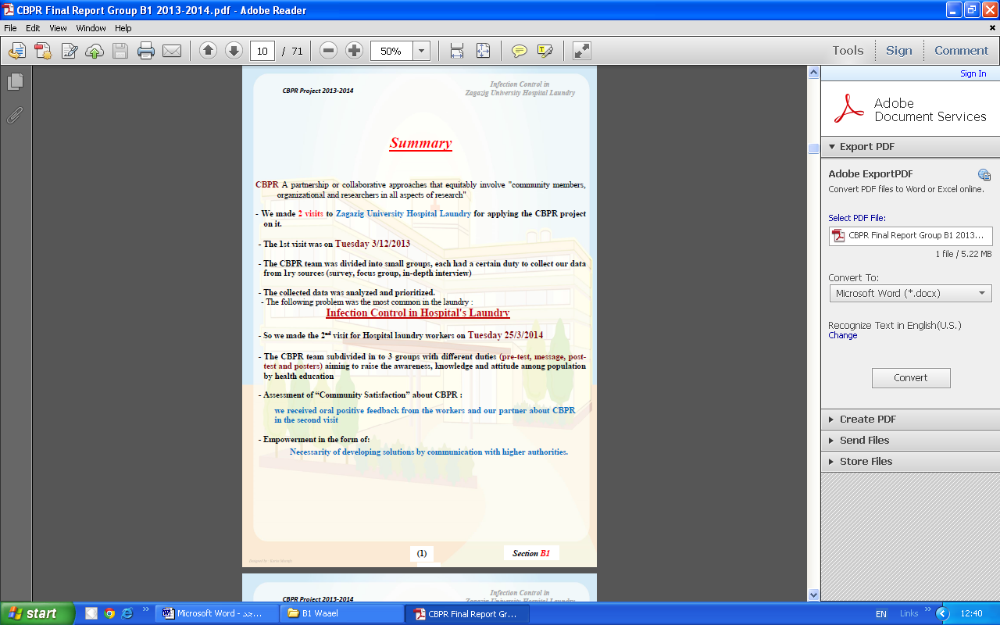 CBPR Final Report Group B1 2013-2014.pdf - Adobe Reader
File Edit View Window Help
10 / 71 50% Tools Sign Comment
Sign In
CBPR Project 2013-2014
Infection Control in
Zagazig University Hospital Laundry
Summary
CBPR A partnership or collaborative approaches that equitably involve "community members,
organizational and researchers in all aspects of research"
- We made 2 visits to Zagazig University Hospital Laundry for applying the CBPR project
on it.
- The 1st visit was on Tuesday 3/12/2013
- The CBPR team was divided into small groups, each had a certain duty to collect our data
from 1ry sources (survey, focus group, in-depth interview)
- The collected data was analyzed and prioritized.
- The following problem was the most common in the laundry :
Infection Control in Hospital's Laundry
- So we made the 2nd visit for Hospital laundry workers on Tuesday 25/3/2014
- The CBPR team subdivided in to 3 groups with different duties (pre-test, message, post-
test and posters) aiming to raise the awareness, knowledge and attitude among population
by health education
- Assessment of “Community Satisfaction” about CBPR :
we received oral positive feedback from the workers and our partner about CBPR
in the second visit
- Empowerment in the form of:
Necessarity of developing solutions by communication with higher authorities.
(1)
Section B1
CBPR Project 2013-2014
Infection Control in
Zagazig University Hospital Laundry
Adobe
Document Services
Export PDF
Adobe ExportPDF
Convert PDF files to Word or Excel online.
Select PDF File:
CBPR Final Report Group B1 2013...
1 file / 5.22 MB
Convert To:
Microsoft Word (*.docx)
Recognize Text in English(U.S.)
Change
Convert
Create PDF
Send Files
Store Files
start
Microsoft Word - جد...
B1 Waael
CBPR Final Report Gr...
EN
Links
12:40